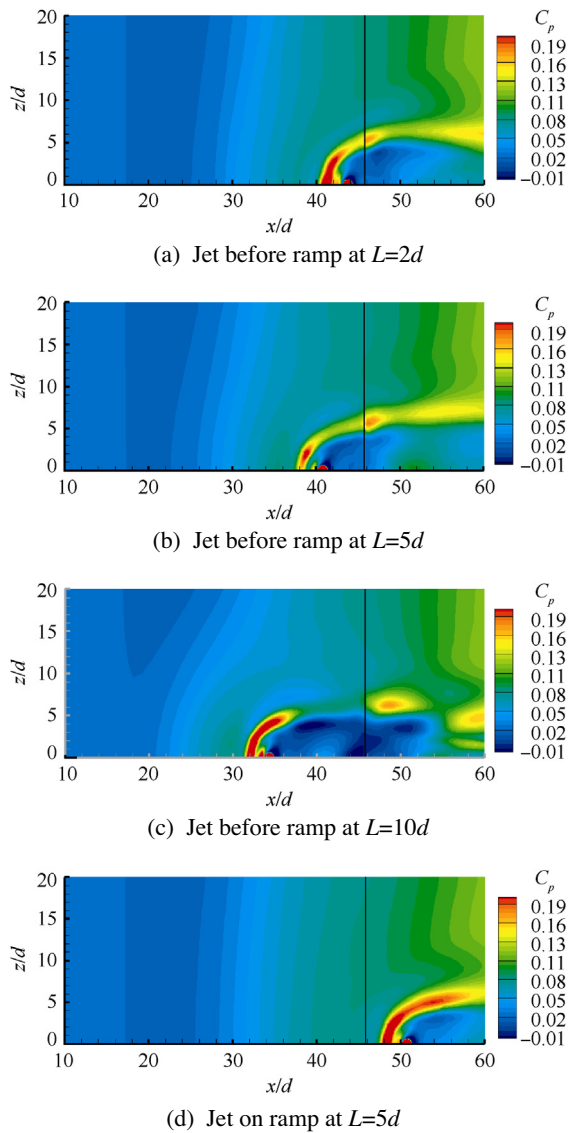 C_p
20
15
10
5
0
z/d
0.19
0.16
0.13
0.11
0.08
0.05
0.02
−0.01
10 20 30 40 50 60
x/d
(a) Jet before ramp at L=2d
C_p
20
15
10
5
0
z/d
0.19
0.16
0.13
0.11
0.08
0.05
0.02
−0.01
10 20 30 40 50 60
x/d
(b) Jet before ramp at L=5d
C_p
20
15
10
5
0
z/d
0.19
0.16
0.13
0.11
0.08
0.05
0.02
−0.01
10 20 30 40 50 60
x/d
(c) Jet before ramp at L=10d
C_p
20
15
10
5
0
z/d
0.19
0.16
0.13
0.11
0.08
0.05
0.02
−0.01
10 20 30 40 50 60
x/d
(d) Jet on ramp at L=5d